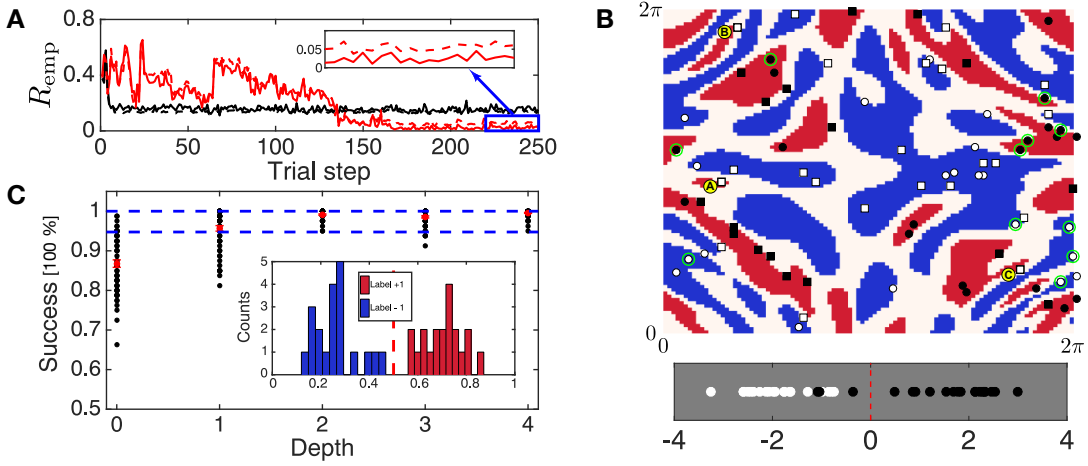 A
0.8
0.4
0
R_emp
0.05
0
0 50 100 150 200 250
Trial step
C
1
0.9
0.8
0.7
0.6
0.5
Success [100 %]
5
4
3
2
1
0
Counts
Label +1
Label - 1
0.2 0.4 0.6 0.8 1
0 1 2 3 4
Depth
B
2π
B
A
C
0
0 2π
-4 -2 0 2 4